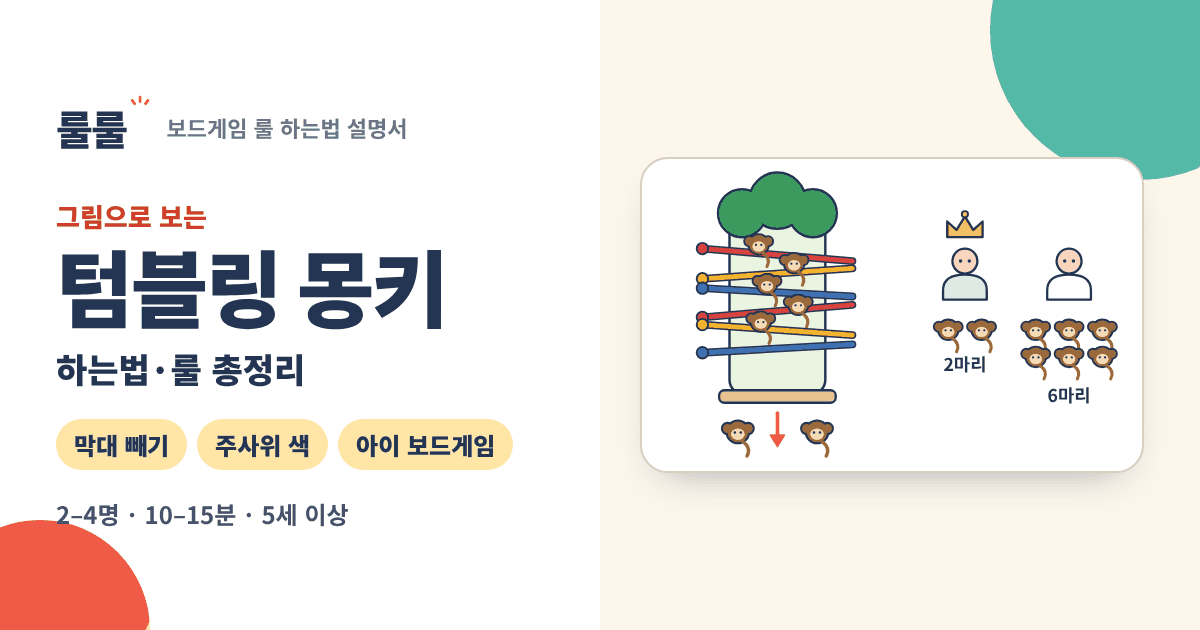 룰룰
보드게임 룰 하는법 설명서
그림으로 보는
텀블링 몽키
하는법·룰 총정리
막대 빼기
주사위 색
아이 보드게임
2–4명 · 10–15분 · 5세 이상
2마리
6마리